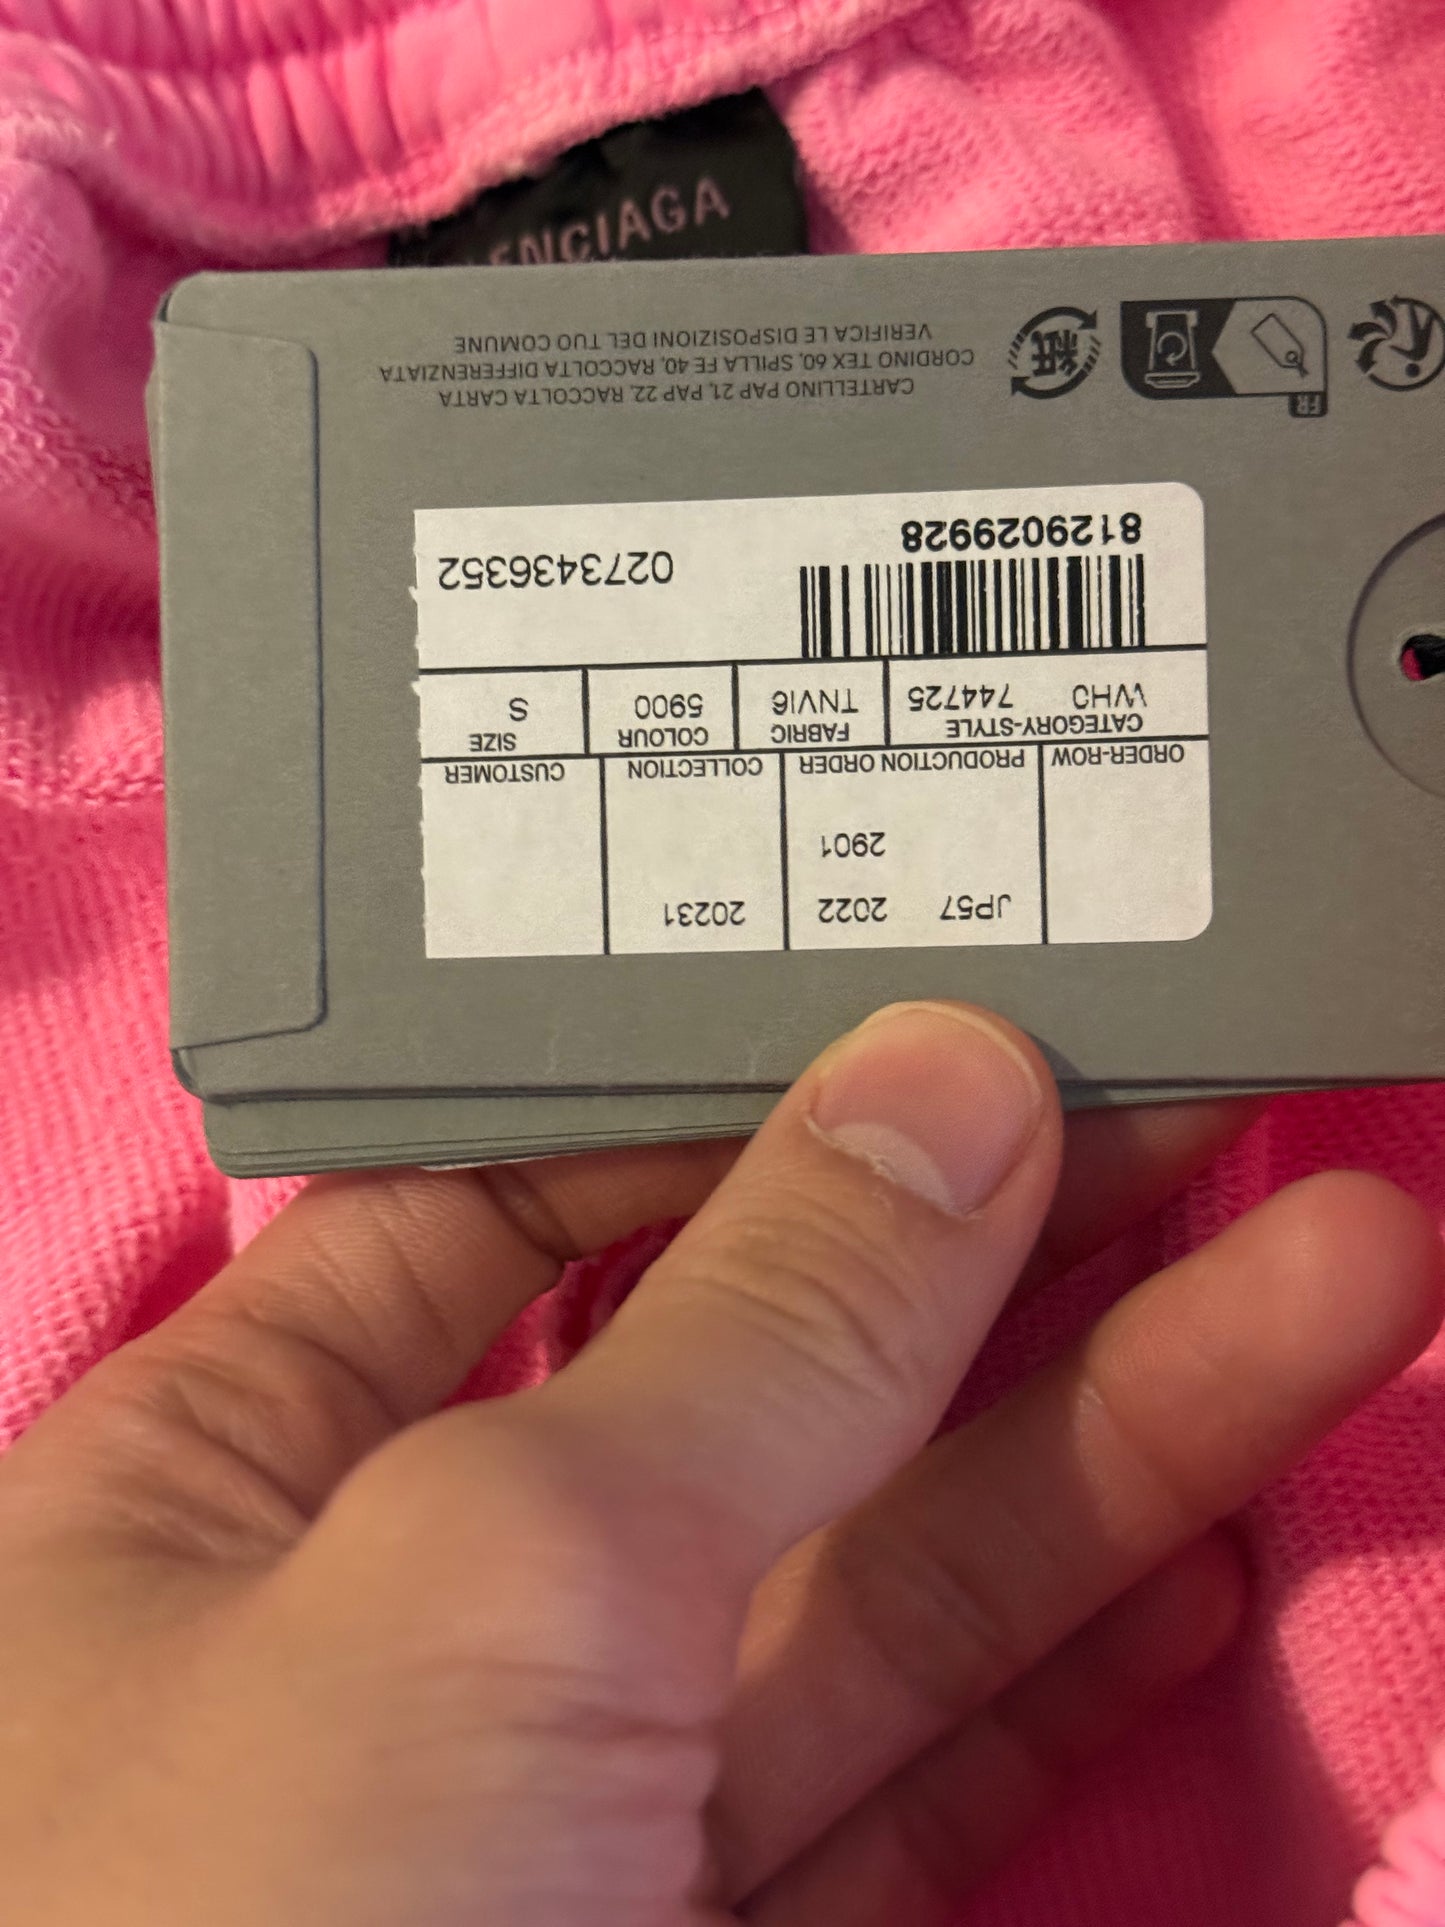 ENCIAGA
ORDER-ROW PRODUCTION ORDER COLLECTION CUSTOMER
JP57 2022 20231
2901
CATEGORY-STYLE FABRIC COLOUR SIZE
744725 TNVI6 5900 S
8129029928
0273436352
CARTELLINO PAP 21, PAP 22, RACCOLTA CARTA
CORDINO TEX 60, SPILLA FE 40, RACCOLTA DIFFERENZIATA
VERIFICA LE DISPOSIZIONI DEL TUO COMUNE
FR